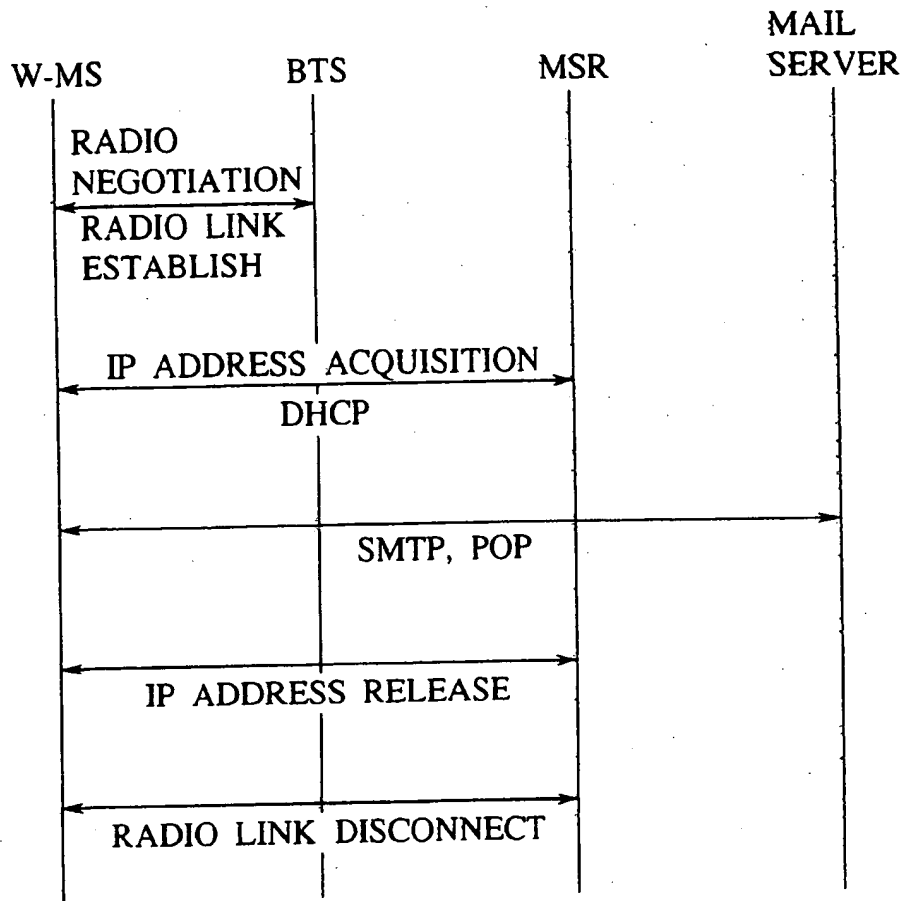 W-MS
BTS
MSR
MAIL
SERVER
RADIO
NEGOTIATION
RADIO LINK
ESTABLISH
IP ADDRESS ACQUISITION
DHCP
SMTP, POP
IP ADDRESS RELEASE
RADIO LINK DISCONNECT